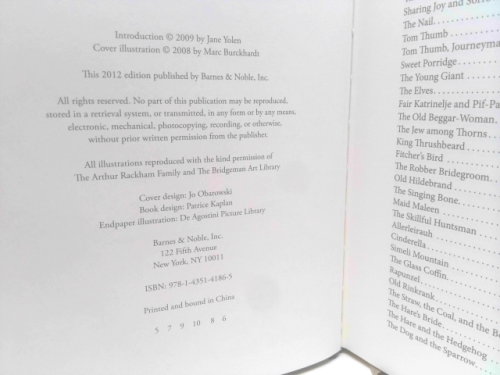 Introduction © 2009 by Jane Yolen
Cover illustration © 2008 by Marc Burckhardt
This 2012 edition published by Barnes & Noble, Inc.
All rights reserved. No part of this publication may be reproduced,
stored in a retrieval system, or transmitted, in any form or by any means,
electronic, mechanical, photocopying, recording, or otherwise,
without prior written permission from the publisher.
All illustrations reproduced with the kind permission of
The Arthur Rackham Family and The Bridgeman Art Library
Cover design: Jo Obarowski
Book design: Patrice Kaplan
Endpaper illustration: De Agostini Picture Library
Barnes & Noble, Inc.
122 Fifth Avenue
New York, NY 10011
ISBN: 978-1-4351-4186-5
Printed and bound in China
5 7 9 10 8 6
Sharing Joy and
The Nail
Tom Thumb
Tom Thumb, Journeyma
Sweet Porridge
The Young Giant
The Elves
Fair Katrinelje and Pif-Pa
The Old Beggar-Woman
The Jew among Thorns
King Thrushbeard
Fitcher's Bird
The Robber Bridegroom
Old Hildebrand
The Singing Bone
Maid Maleen
The Skillful Huntsman
Allerleirauh
Cinderella
Simeli Mountain
The Glass Coffin
Rapunzel
Old Rinkrank
The Straw, the Coal, and the Be
The Hare's Bride
The Hare and the Hedgehog
The Dog and the Sparrow